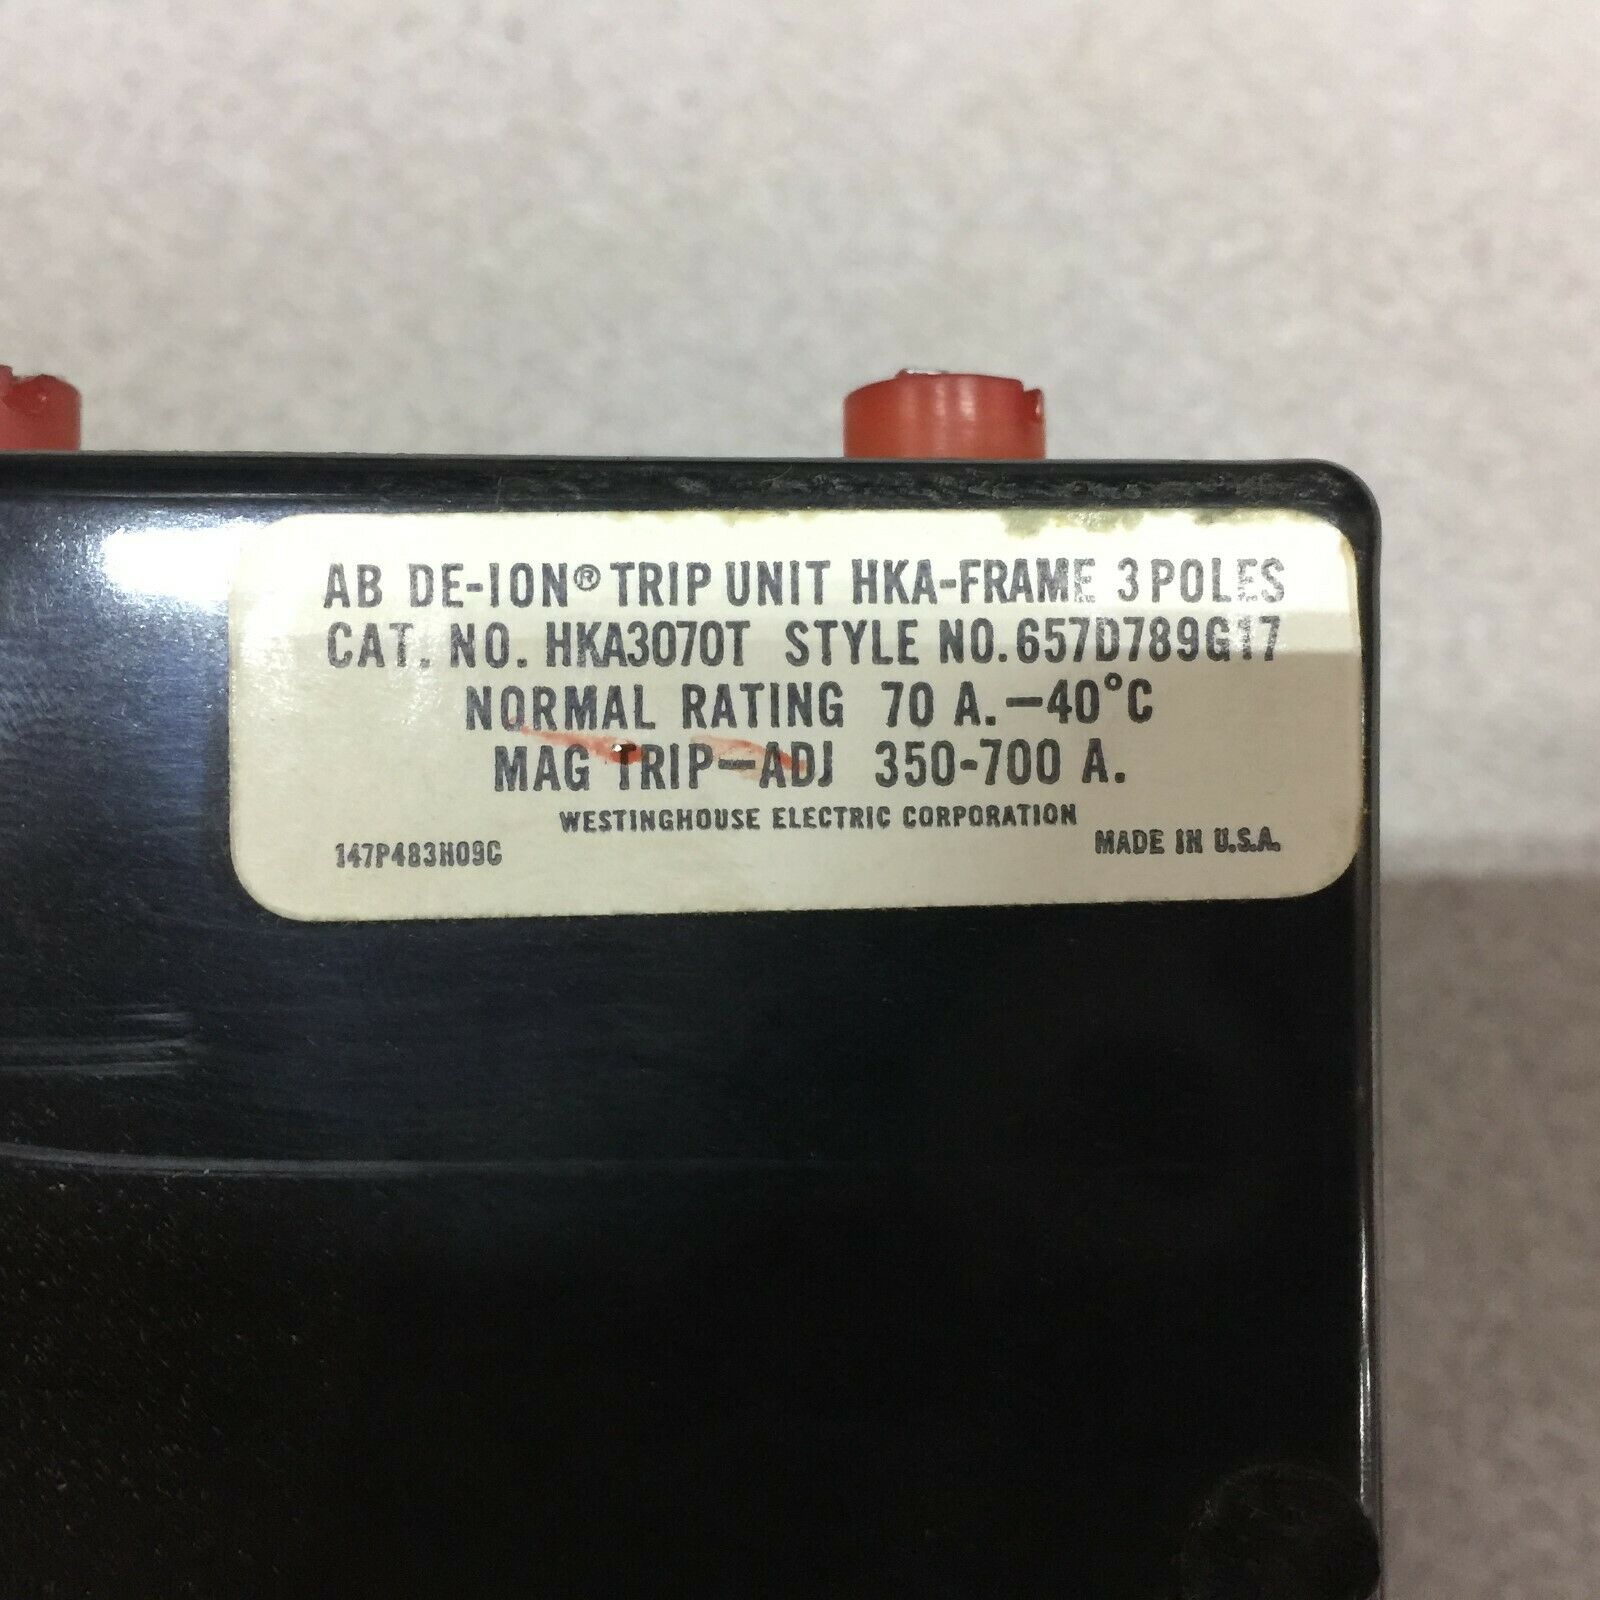 AB DE-ION® TRIP UNIT HKA-FRAME 3 POLES
CAT. NO. HKA3070T STYLE NO. 657D789G17
NORMAL RATING 70 A.—40°C
MAG TRIP—ADJ 350-700 A.
WESTINGHOUSE ELECTRIC CORPORATION
147P483H09C MADE IN U.S.A.